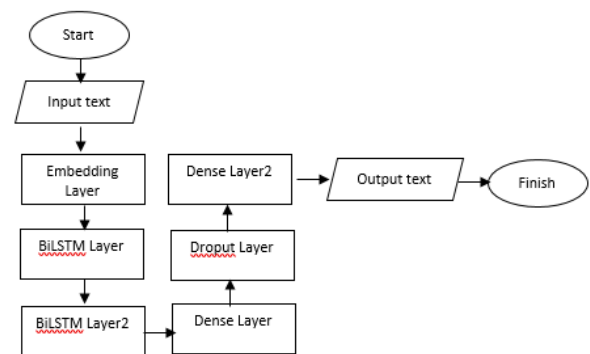 Start
Input text
Embedding
Layer
BiLSTM Layer
BiLSTM Layer2
Dense Layer
Droput Layer
Dense Layer2
Output text
Finish